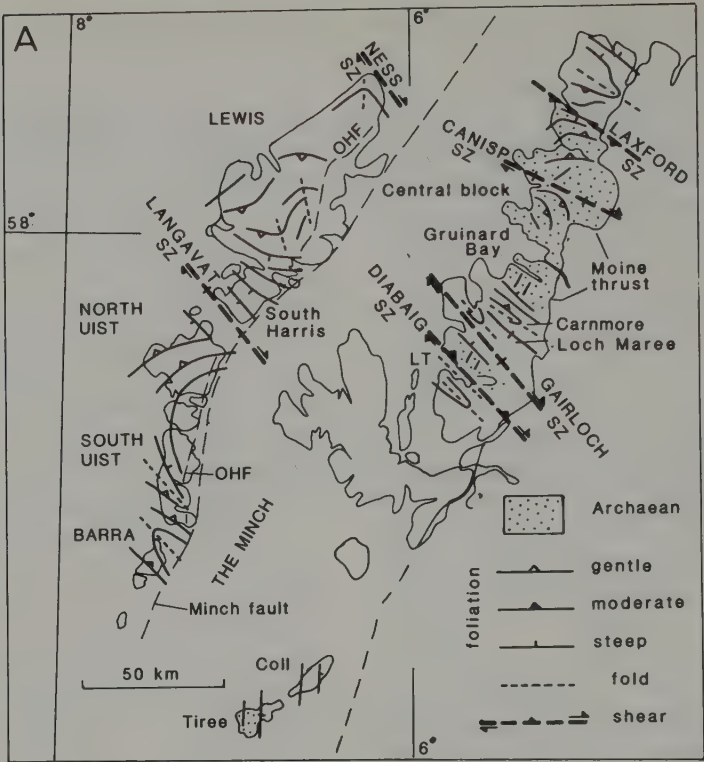 A
8°
6°
NESS
SZ
LEWIS
OHF
LAXFORD
SZ
CANISP
SZ
Central block
58°
LANGAVAT
SZ
Gruinard
Bay
Moine
thrust
DIABAIG
SZ
NORTH
UIST
South
Harris
Carnmore
Loch Maree
LT
GAIRLOCH
SZ
SOUTH
UIST
OHF
Archaean
BARRA
THE MINCH
foliation
gentle
moderate
Minch fault
steep
50 km
Coll
fold
Tiree
shear
6°